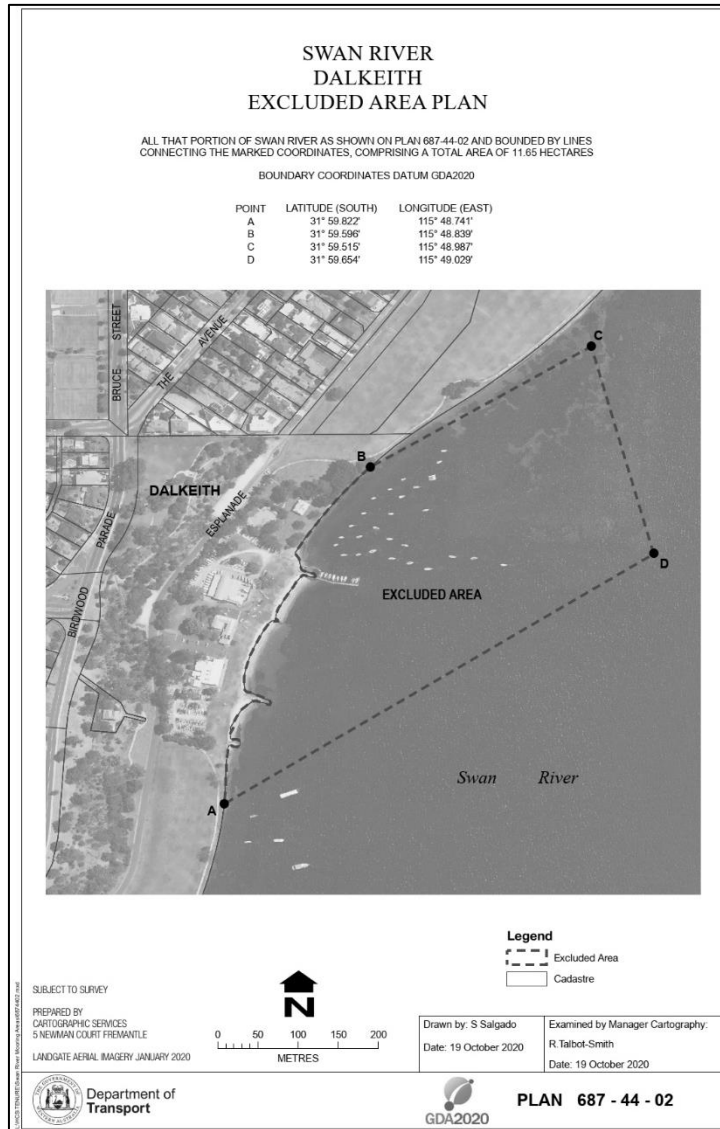 SWAN RIVER
DALKEITH
EXCLUDED AREA PLAN
ALL THAT PORTION OF SWAN RIVER AS SHOWN ON PLAN 687-44-02 AND BOUNDED BY LINES
CONNECTING THE MARKED COORDINATES, COMPRISING A TOTAL AREA OF 11.65 HECTARES
BOUNDARY COORDINATES DATUM GDA2020
POINT LATITUDE (SOUTH) LONGITUDE (EAST)
A 31° 59.822' 115° 48.741'
B 31° 59.596' 115° 48.839'
C 31° 59.515' 115° 48.987'
D 31° 59.654' 115° 49.029'
BRUCE STREET
THE AVENUE
C
B
DALKEITH
ESPLANADE
PARADE
BIRDWOOD
EXCLUDED AREA
D
Swan River
A
Legend
Excluded Area
Cadastre
SUBJECT TO SURVEY
PREPARED BY
CARTOGRAPHIC SERVICES
5 NEWMAN COURT FREMANTLE
LANDGATE AERIAL IMAGERY JANUARY 2020
N
0 50 100 150 200
METRES
Drawn by: S Salgado
Date: 19 October 2020
Examined by Manager Cartography:
R.Talbot-Smith
Date: 19 October 2020
Department of
Transport
GDA2020
PLAN 687 - 44 - 02